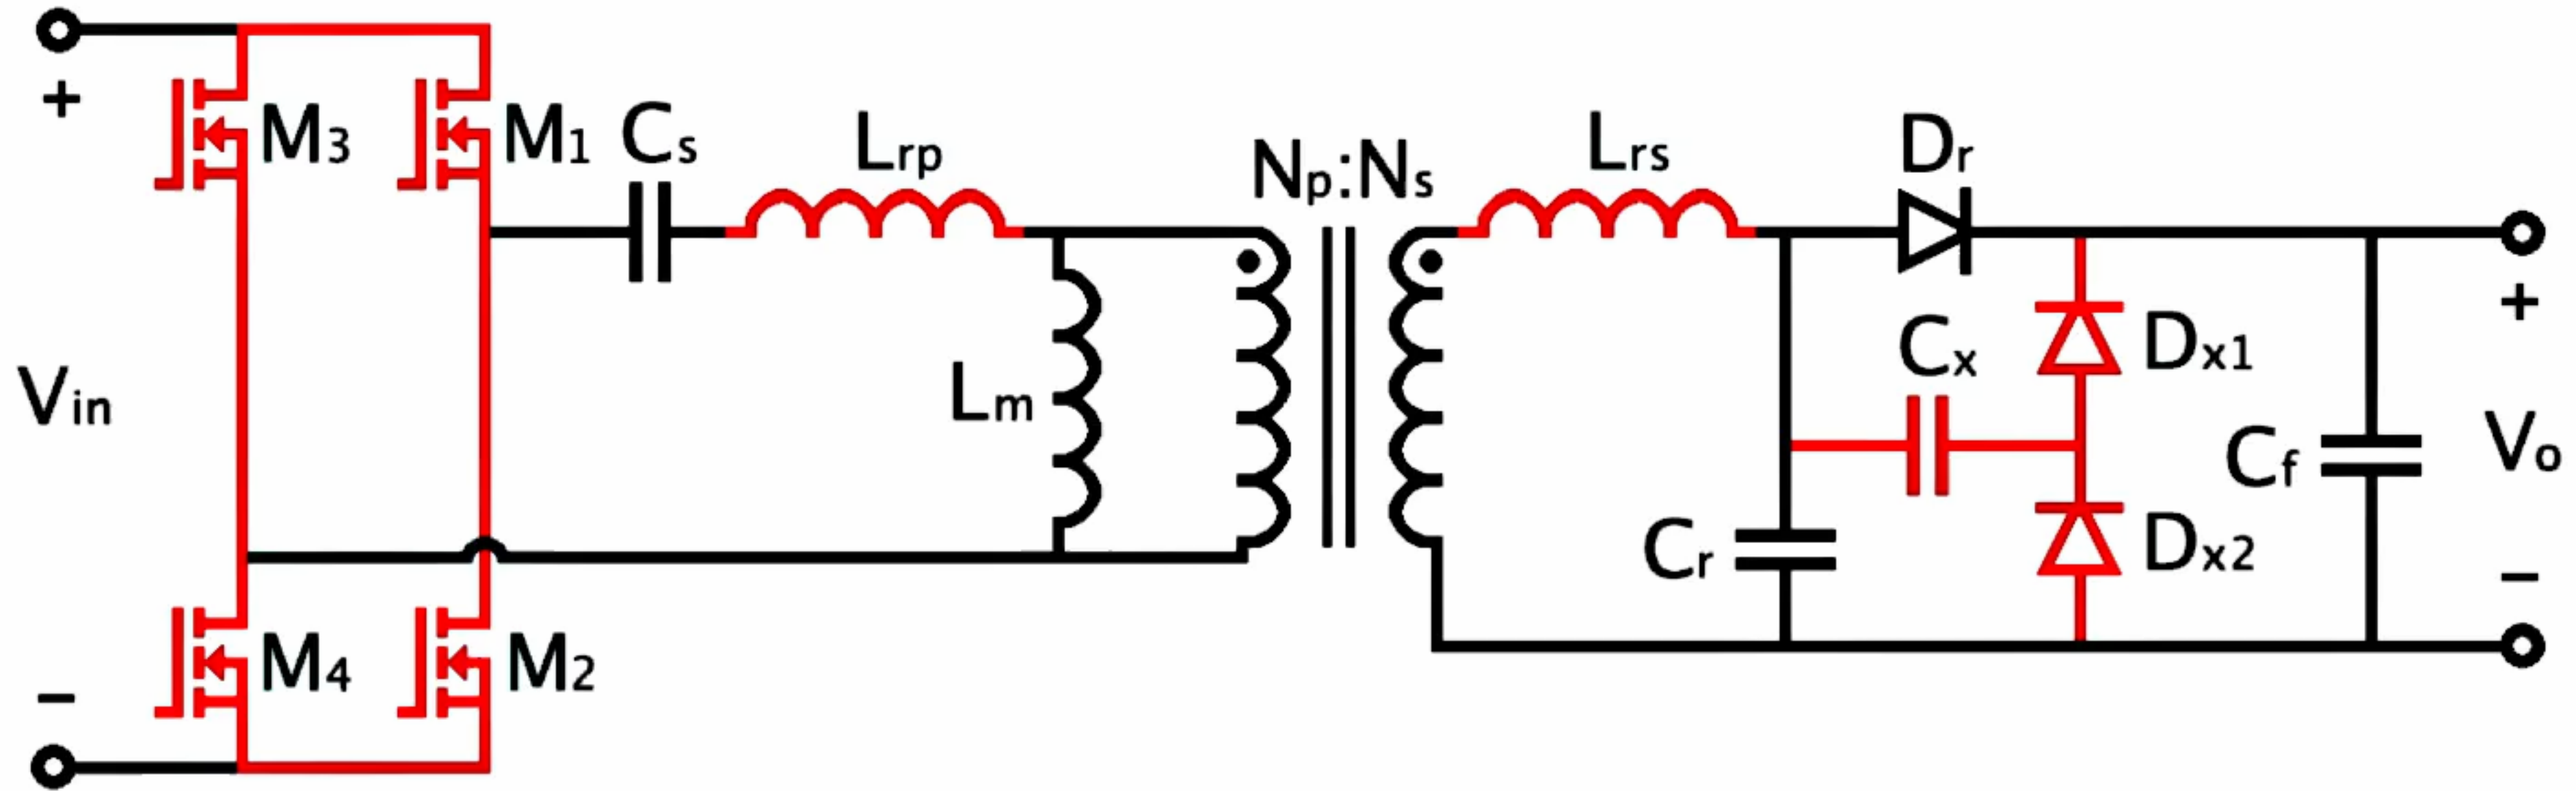 +
M3
M1
Cs
Lrp
Np:Ns
Lrs
Dr
+
Vin
Lm
Cx
Dx1
Cf
Vo
Cr
Dx2
−
M4
M2
−